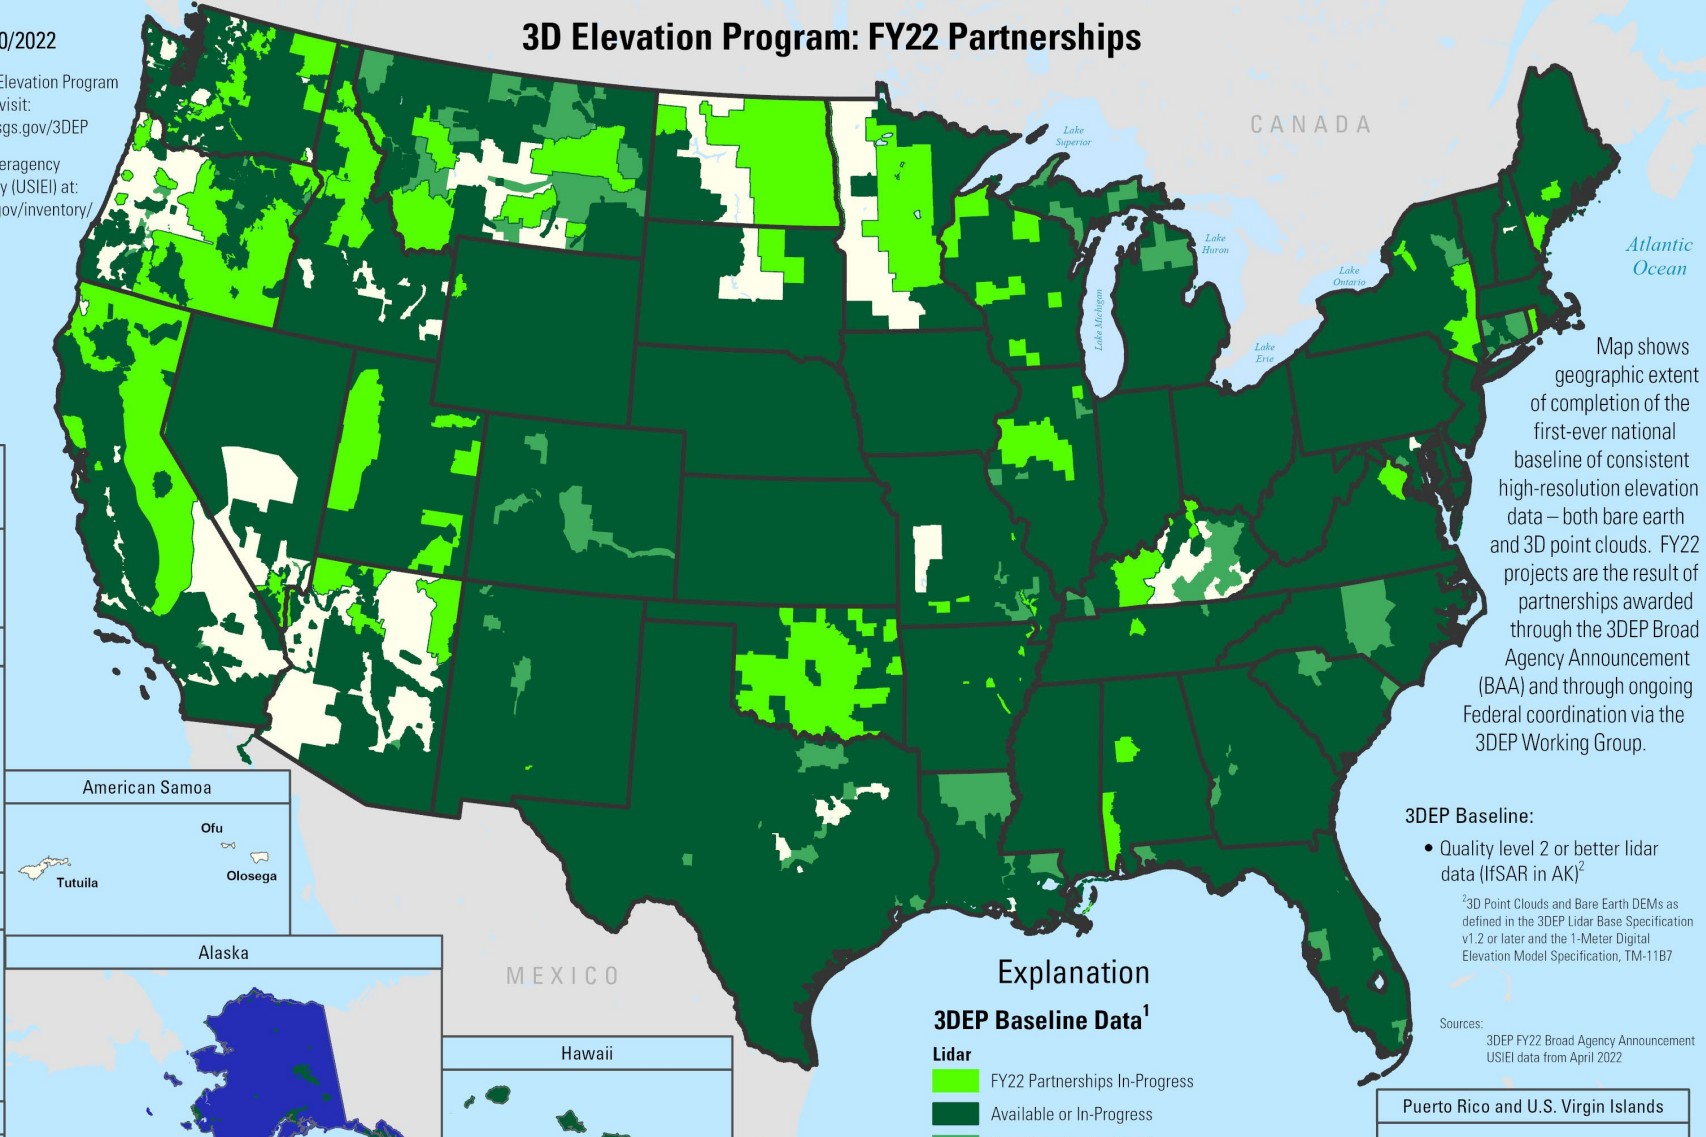 3D Elevation Program: FY22 Partnerships
0/2022
Elevation Program
visit:
sgs.gov/3DEP
eragency
y (USIEI) at:
gov/inventory/
CANADA
Lake
Superior
Lake
Huron
Lake
Ontario
Lake
Erie
Lake Michigan
Atlantic
Ocean
Map shows
geographic extent
of completion of the
first-ever national
baseline of consistent
high-resolution elevation
data – both bare earth
and 3D point clouds. FY22
projects are the result of
partnerships awarded
through the 3DEP Broad
Agency Announcement
(BAA) and through ongoing
Federal coordination via the
3DEP Working Group.
3DEP Baseline:
• Quality level 2 or better lidar
data (IfSAR in AK)2
23D Point Clouds and Bare Earth DEMs as
defined in the 3DEP Lidar Base Specification
v1.2 or later and the 1-Meter Digital
Elevation Model Specification, TM-11B7
Sources:
3DEP FY22 Broad Agency Announcement
USIEI data from April 2022
American Samoa
Ofu
Tutuila
Olosega
Alaska
MEXICO
Hawaii
Explanation
3DEP Baseline Data1
Lidar
FY22 Partnerships In-Progress
Available or In-Progress
Puerto Rico and U.S. Virgin Islands